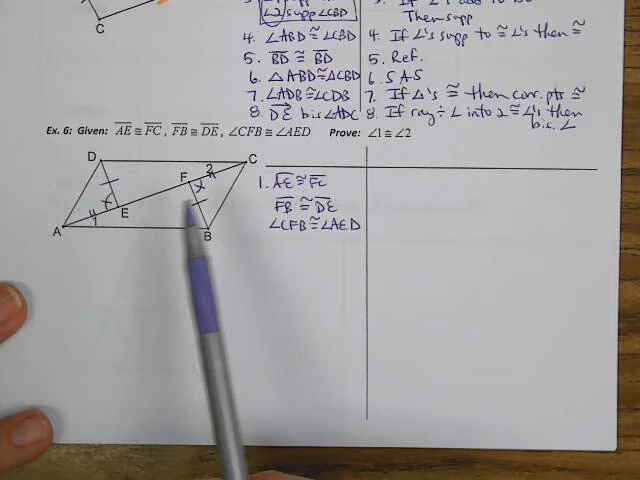 ∠2 supp ∠CBD
Then supp
4. ∠ABD ≅ ∠CBD 4. If ∠'s supp to ≅ ∠'s then ≅
5. BD ≅ BD 5. Ref.
6. △ABD ≅ △CBD 6. SAS
7. ∠ADB ≅ ∠CDB 7. If △'s ≅ then corr. pts ≅
8. DE bis ∠ADC 8. If ray ÷ ∠ into 2 ≅ ∠'s then
bis. ∠
Ex. 6: Given: AE ≅ FC, FB ≅ DE, ∠CFB ≅ ∠AED Prove: ∠1 ≅ ∠2
D
C
F
2
E
1
A
B
C
1. AE ≅ FC
FB ≅ DE
∠CFB ≅ ∠AED